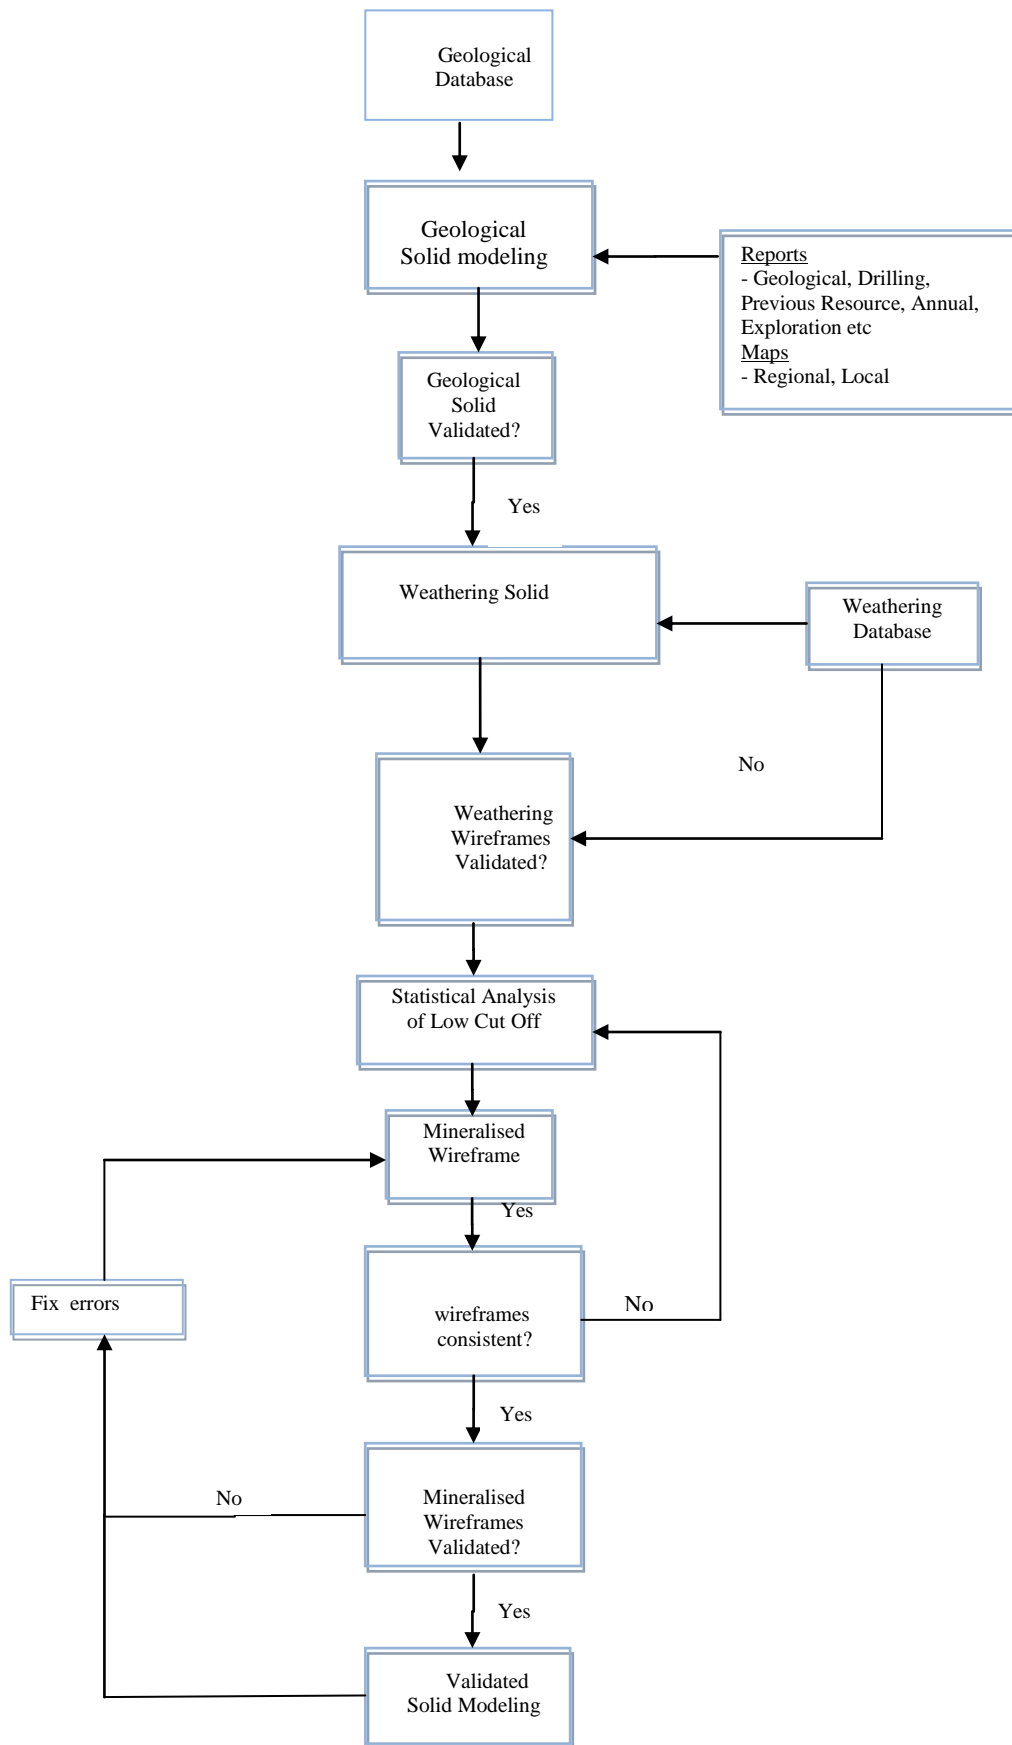 Geological
Database
Geological
Solid modeling
Reports
- Geological, Drilling,
Previous Resource, Annual,
Exploration etc
Maps
- Regional, Local
Geological
Solid
Validated?
Yes
Weathering Solid
Weathering
Database
No
Weathering
Wireframes
Validated?
Statistical Analysis
of Low Cut Off
Mineralised
Wireframe
Yes
Fix errors
wireframes
consistent?
No
Yes
No
Mineralised
Wireframes
Validated?
Yes
Validated
Solid Modeling